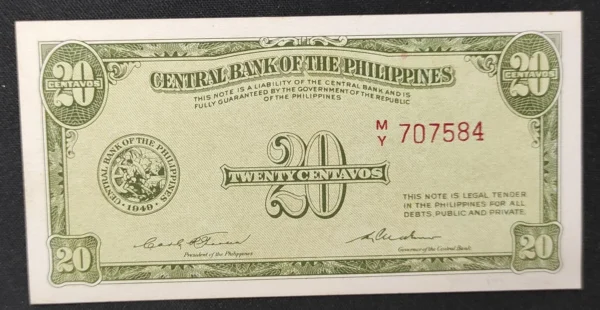 20
CENTAVOS
20
CENTAVOS
CENTRAL BANK OF THE PHILIPPINES
THIS NOTE IS A LIABILITY OF THE CENTRAL BANK AND IS
FULLY GUARANTEED BY THE GOVERNMENT OF THE REPUBLIC
OF THE PHILIPPINES
M/Y 707584
CENTRAL BANK OF THE PHILIPPINES
1949
20
TWENTY CENTAVOS
THIS NOTE IS LEGAL TENDER
IN THE PHILIPPINES FOR ALL
DEBTS, PUBLIC AND PRIVATE.
President of the Philippines
Governor of the Central Bank
20
20